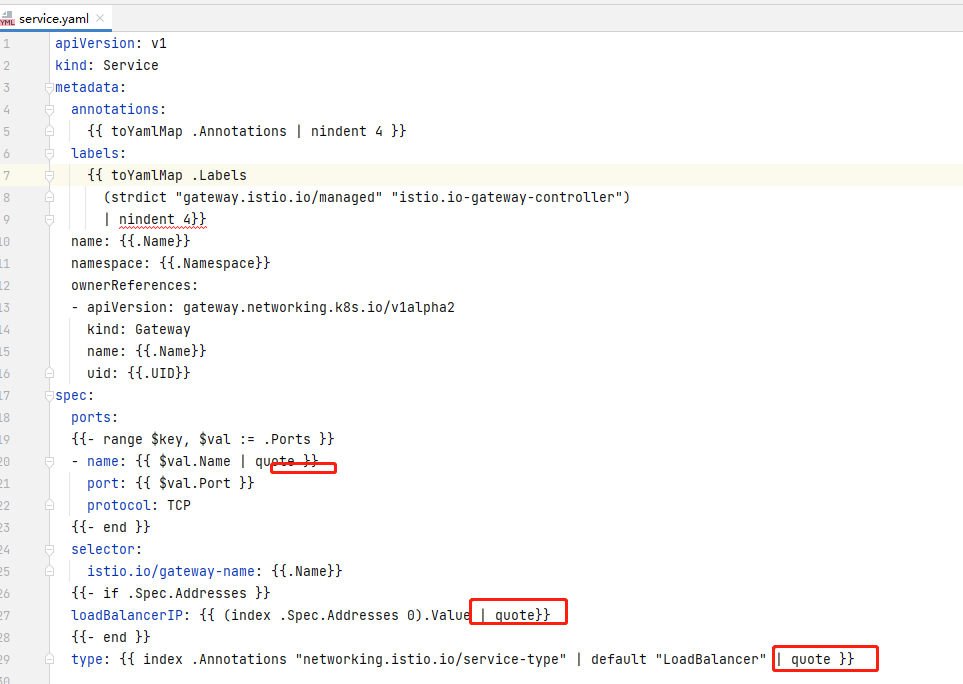 YML service.yaml ×
1 apiVersion: v1
2 kind: Service
3 metadata:
4 annotations:
5 {{ toYamlMap .Annotations | nindent 4 }}
6 labels:
7 {{ toYamlMap .Labels
8 (strdict "gateway.istio.io/managed" "istio.io-gateway-controller")
9 | nindent 4}}
10 name: {{.Name}}
11 namespace: {{.Namespace}}
12 ownerReferences:
13 - apiVersion: gateway.networking.k8s.io/v1alpha2
14 kind: Gateway
15 name: {{.Name}}
16 uid: {{.UID}}
17 spec:
18 ports:
19 {{- range $key, $val := .Ports }}
20 - name: {{ $val.Name | quote }}
21 port: {{ $val.Port }}
22 protocol: TCP
23 {{- end }}
24 selector:
25 istio.io/gateway-name: {{.Name}}
26 {{- if .Spec.Addresses }}
27 loadBalancerIP: {{ (index .Spec.Addresses 0).Value | quote}}
28 {{- end }}
29 type: {{ index .Annotations "networking.istio.io/service-type" | default "LoadBalancer" | quote }}
30